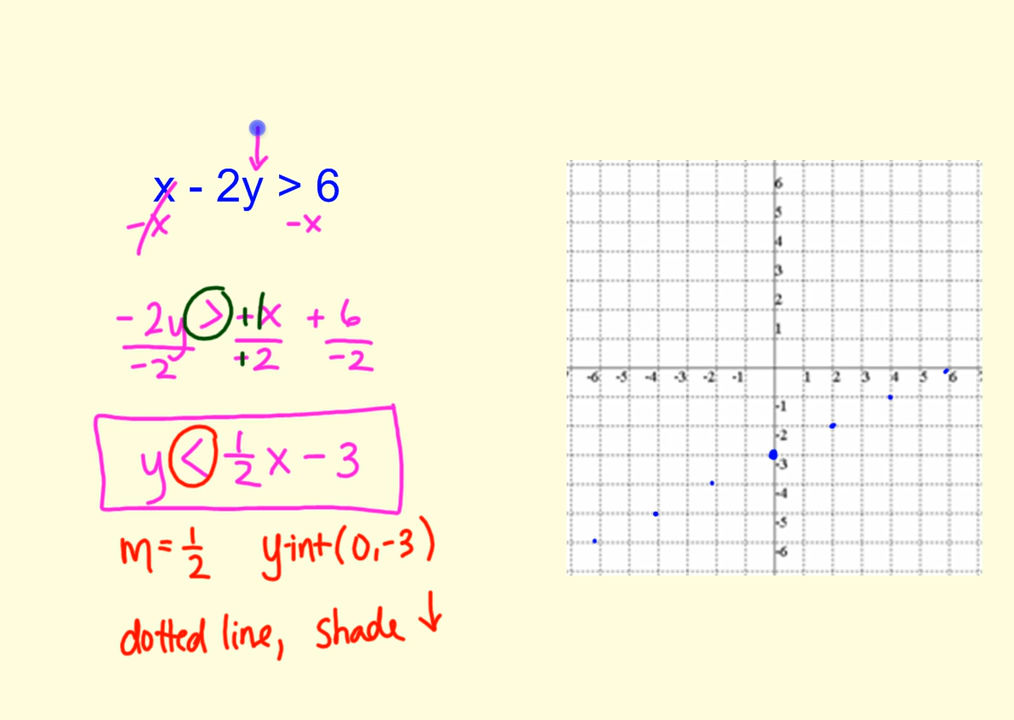 x - 2y > 6
-x -x
-2y > +1x + 6
-2 +2 -2
y < 1/2 x - 3
m = 1/2 y-int (0, -3)
dotted line, shade ↓
6
5
4
3
2
1
-6 -5 -4 -3 -2 -1 1 2 3 4 5 6
-1
-2
-3
-4
-5
-6